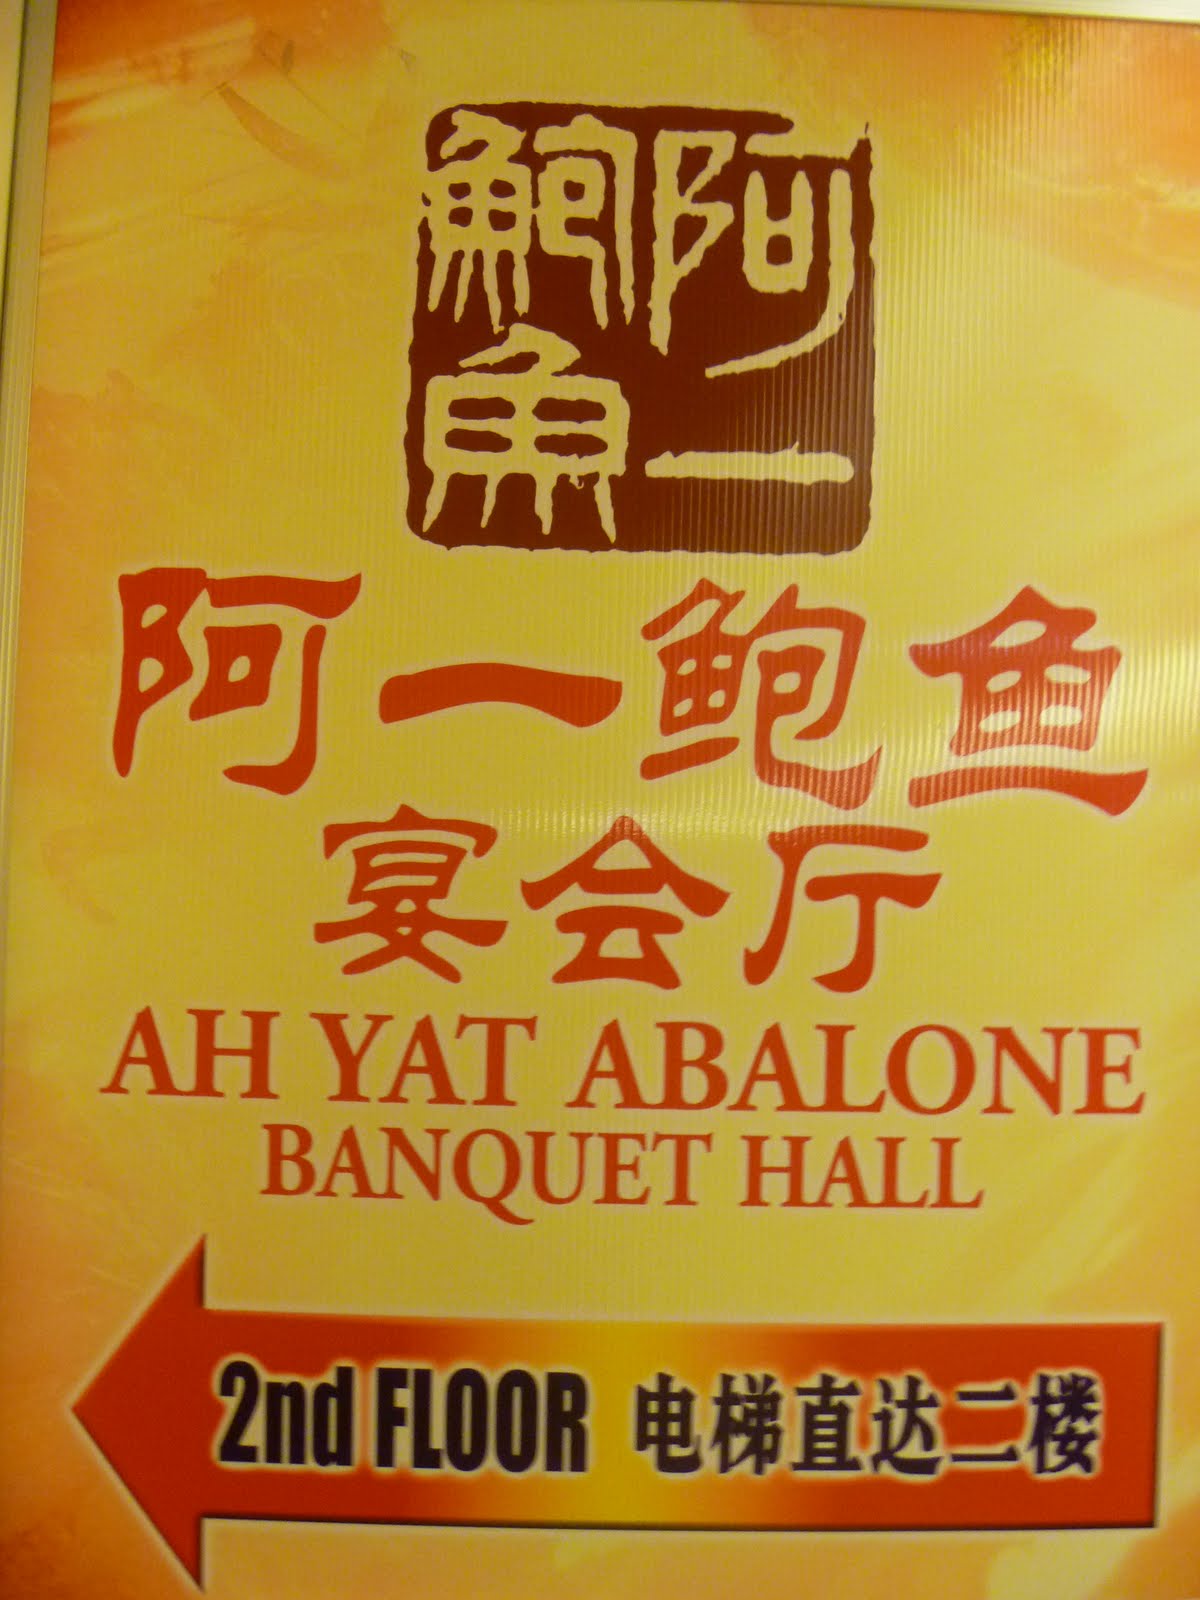 阿一鮑魚
阿一鲍鱼
宴会厅
AH YAT ABALONE
BANQUET HALL
2nd FLOOR 电梯直达二楼